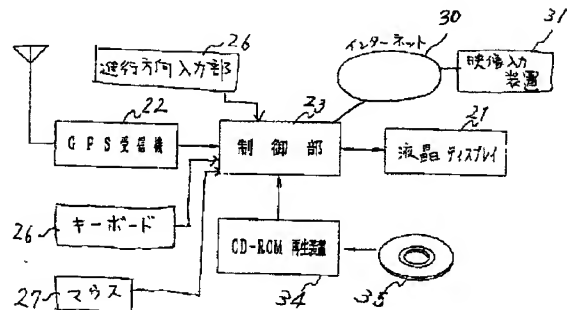 26
進行方向入力部
22
GPS受信機
23
制御部
30
インターネット
31
映像入力
装置
21
液晶ディスプレイ
26
キーボード
27
マウス
CD-ROM 再生装置
34
35